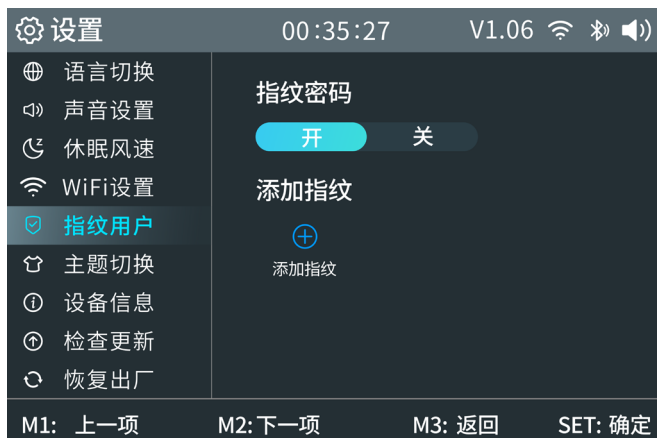 设置 00:35:27 V1.06
语言切换
声音设置
休眠风速
WiFi设置
指纹用户
主题切换
设备信息
检查更新
恢复出厂
指纹密码
开 关
添加指纹
添加指纹
M1: 上一项 M2:下一项 M3: 返回 SET: 确定